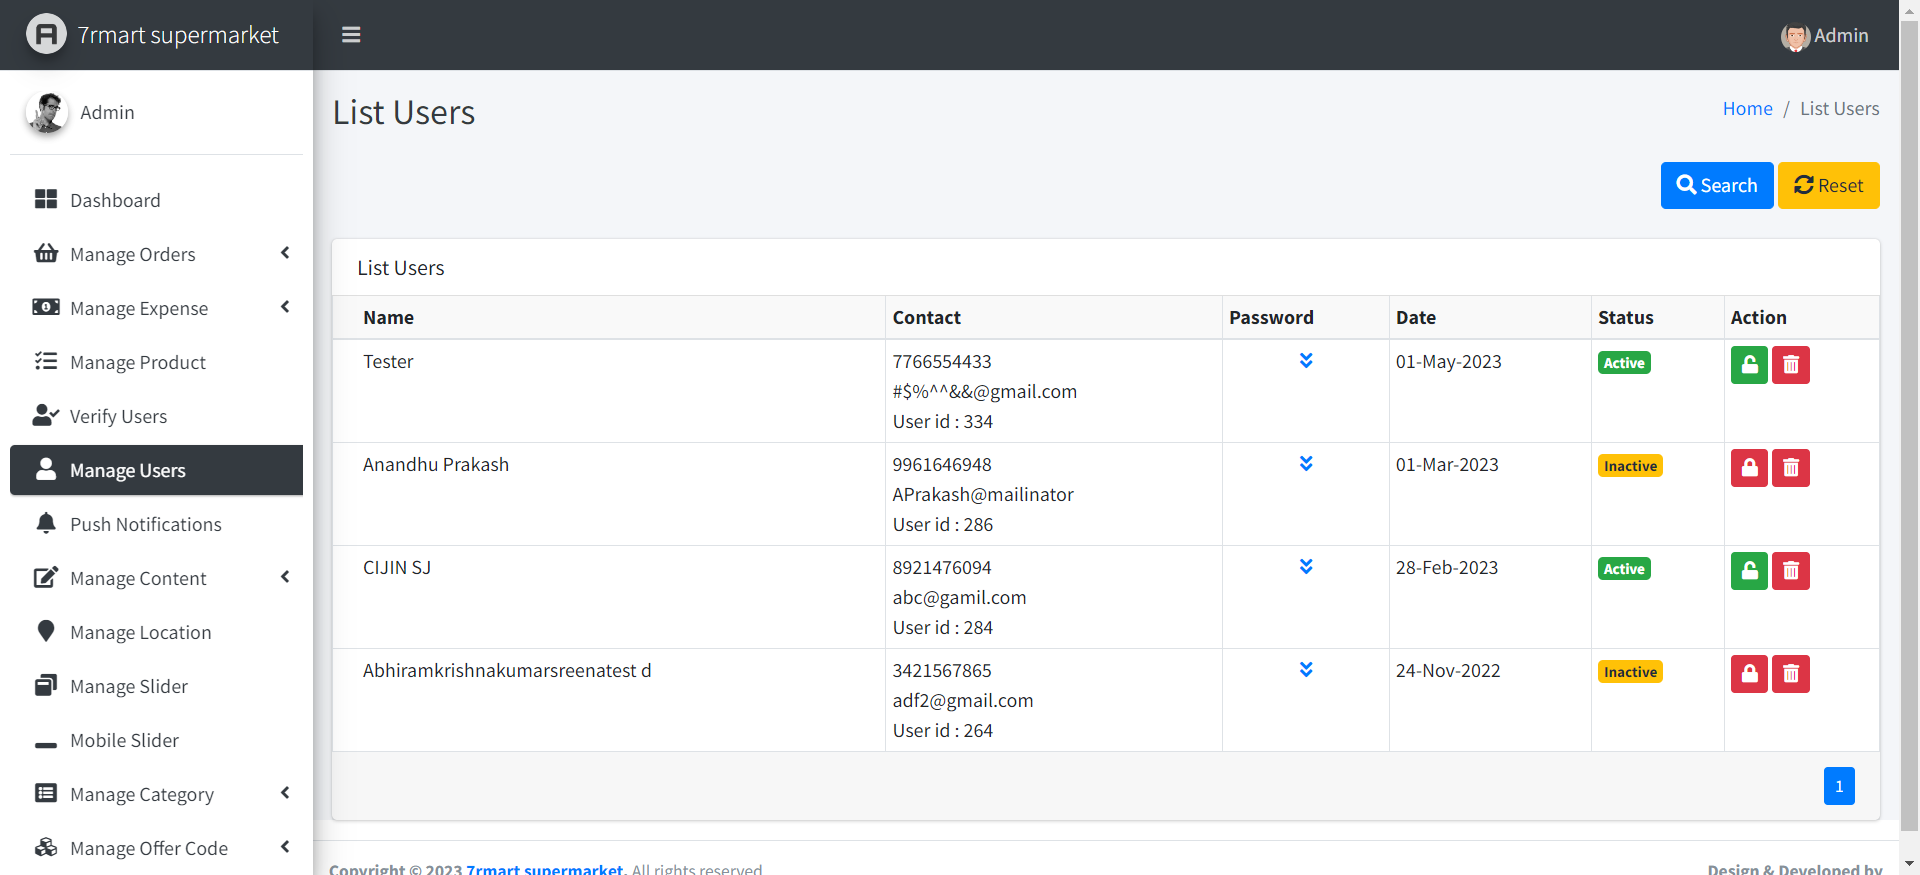 7rmart supermarket
Admin
Admin
Dashboard
Manage Orders
Manage Expense
Manage Product
Verify Users
Manage Users
Push Notifications
Manage Content
Manage Location
Manage Slider
Mobile Slider
Manage Category
Manage Offer Code
List Users
Home / List Users
Search Reset
List Users
Name Contact Password Date Status Action
Tester 7766554433 01-May-2023 Active
#$%^^&&@gmail.com
User id : 334
Anandhu Prakash 9961646948 01-Mar-2023 Inactive
APrakash@mailinator
User id : 286
CIJIN SJ 8921476094 28-Feb-2023 Active
abc@gamil.com
User id : 284
Abhiramkrishnakumarsreenatest d 3421567865 24-Nov-2022 Inactive
adf2@gmail.com
User id : 264
1
Copyright © 2023 7rmart supermarket. All rights reserved
Design & Developed by